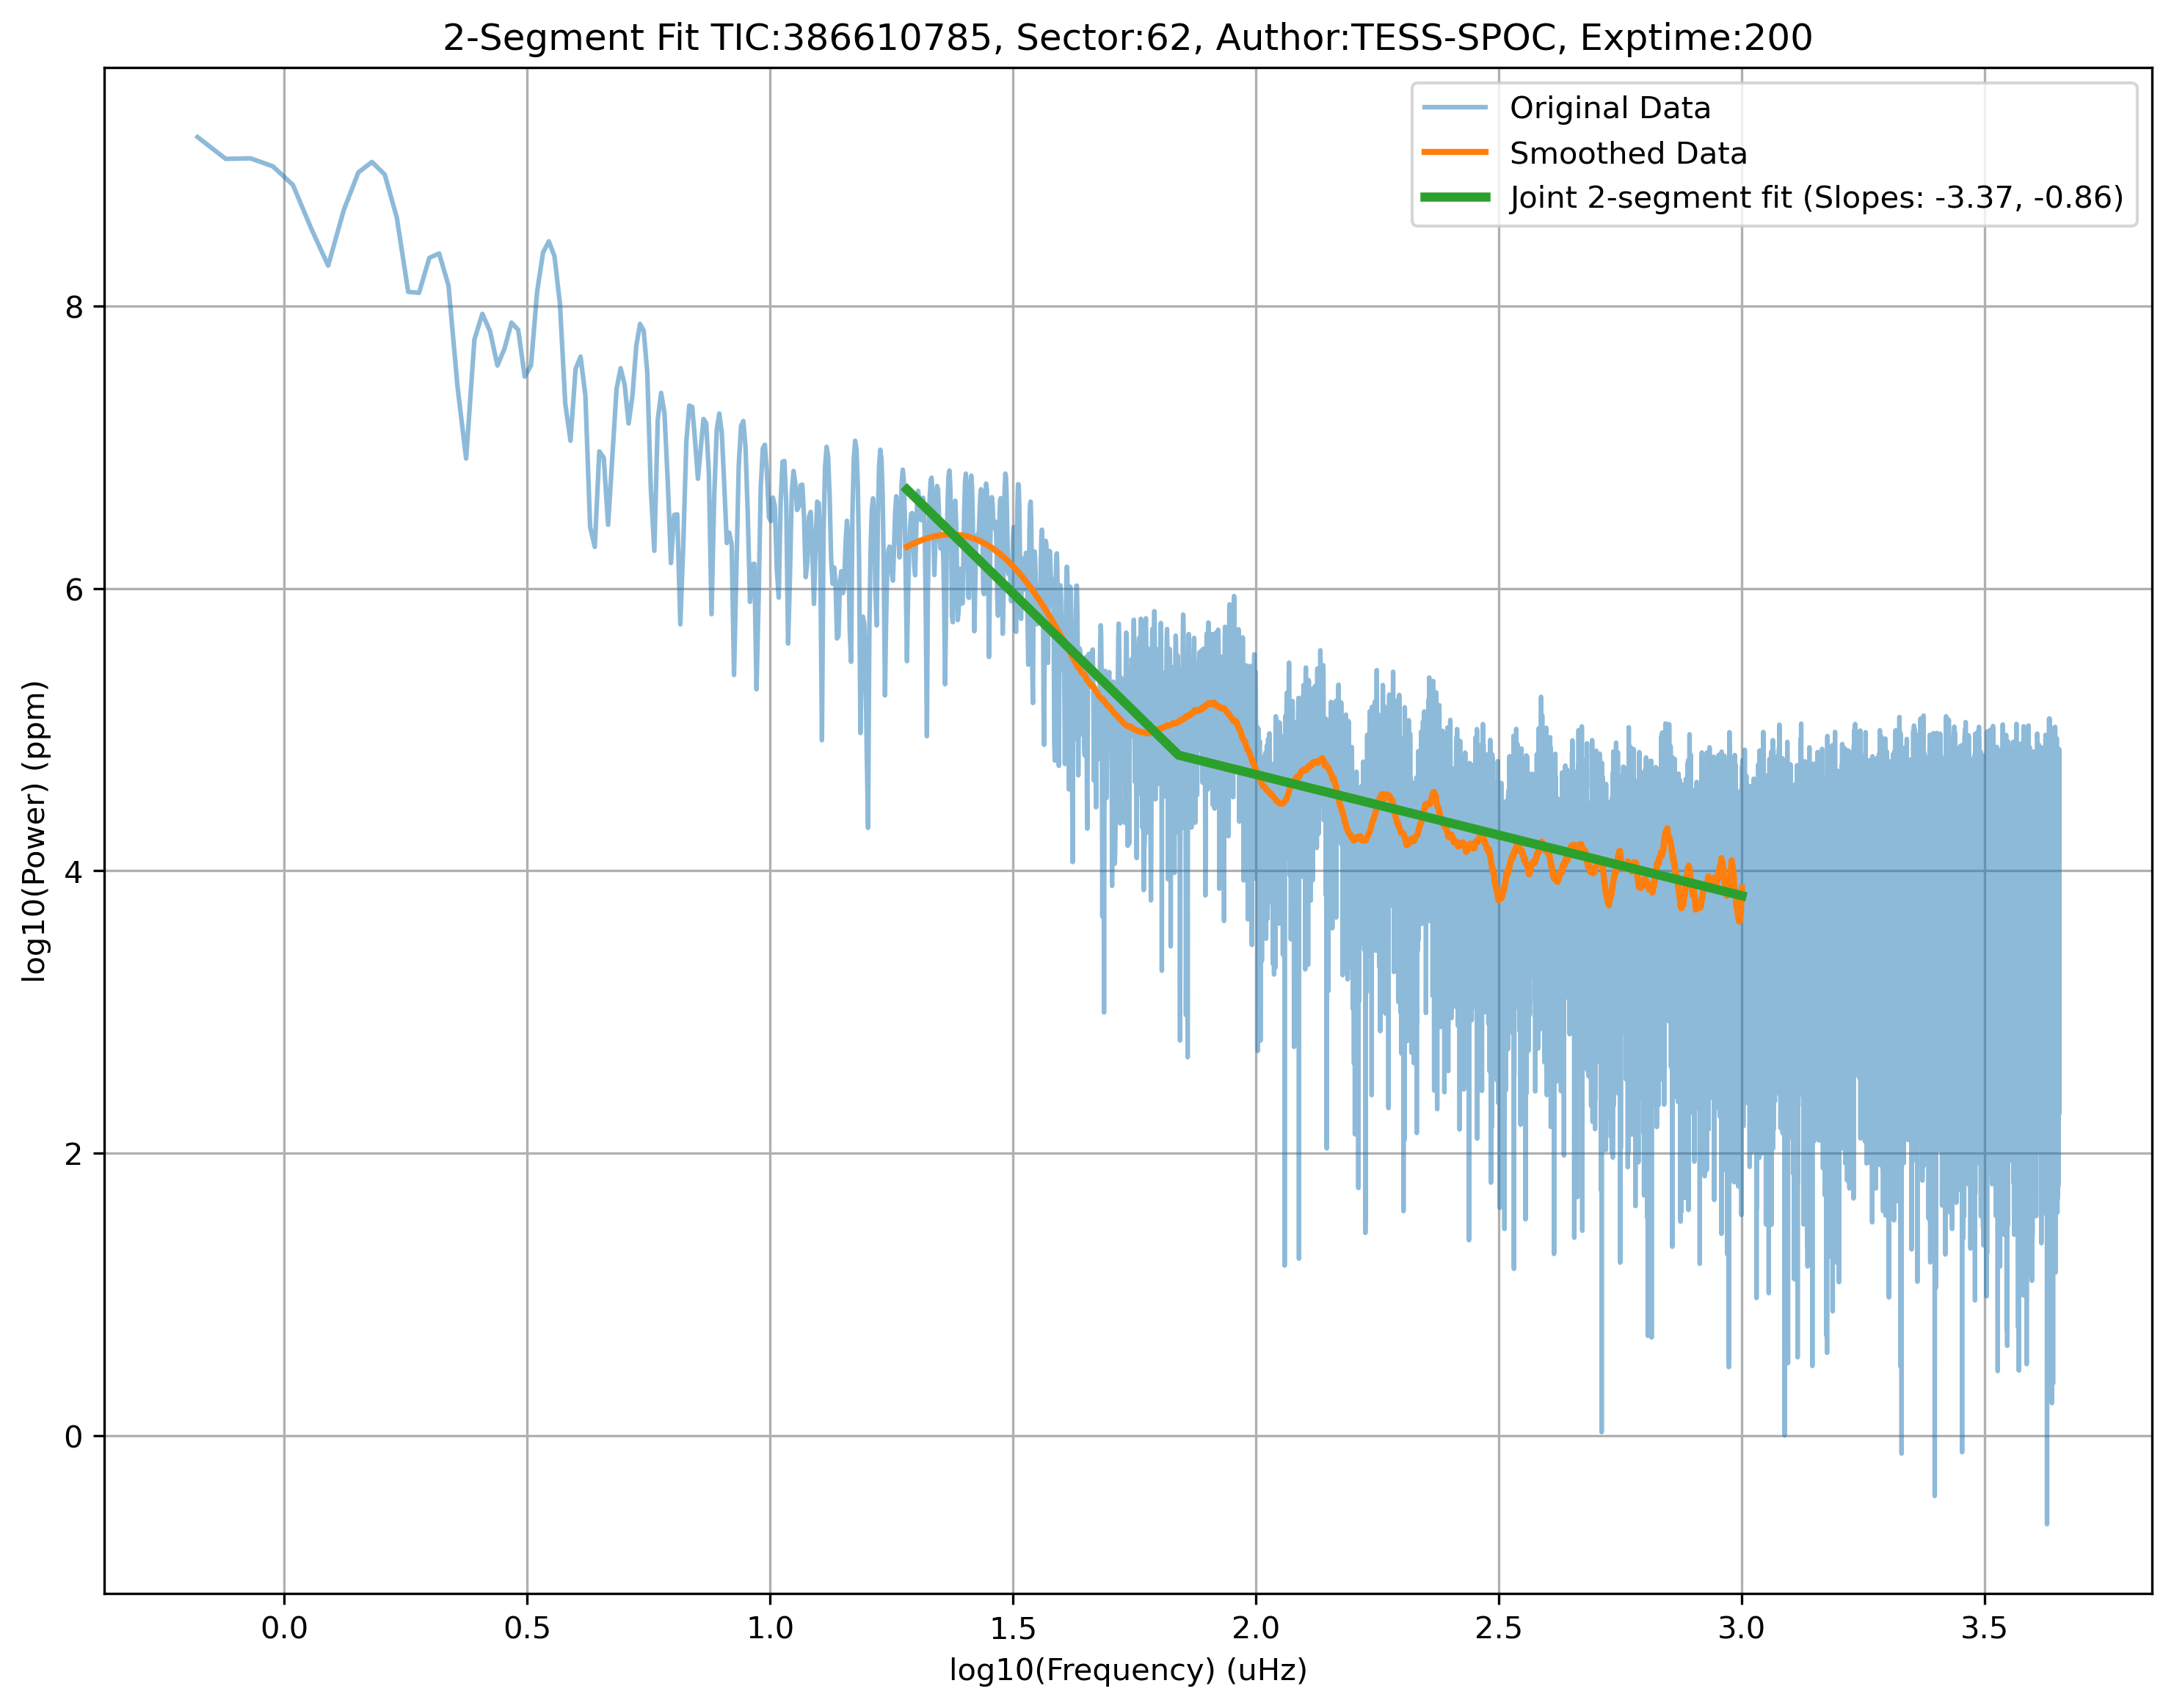 2-Segment Fit TIC:386610785, Sector:62, Author:TESS-SPOC, Exptime:200
Original Data
Smoothed Data
Joint 2-segment fit (Slopes: -3.37, -0.86)
log10(Power) (ppm)
8
6
4
2
0
0.0 0.5 1.0 1.5 2.0 2.5 3.0 3.5
log10(Frequency) (uHz)